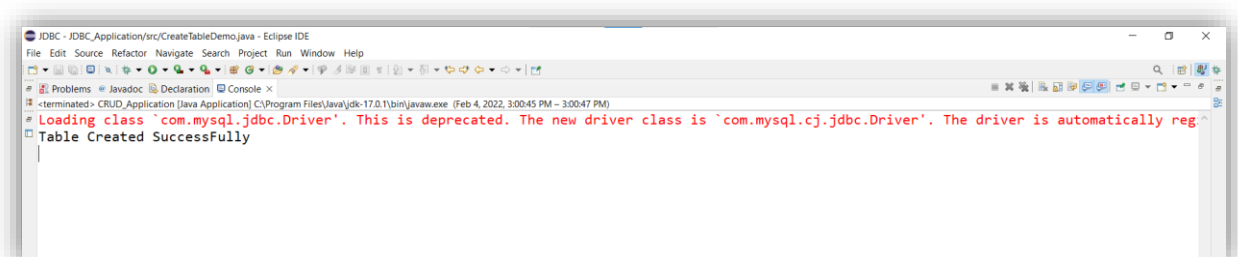 JDBC - JDBC_Application/src/CreateTableDemo.java - Eclipse IDE
File Edit Source Refactor Navigate Search Project Run Window Help
Problems @ Javadoc Declaration Console ×
<terminated> CRUD_Application [Java Application] C:\Program Files\Java\jdk-17.0.1\bin\javaw.exe (Feb 4, 2022, 3:00:45 PM – 3:00:47 PM)
Loading class `com.mysql.jdbc.Driver'. This is deprecated. The new driver class is `com.mysql.cj.jdbc.Driver'. The driver is automatically reg
Table Created SuccessFully